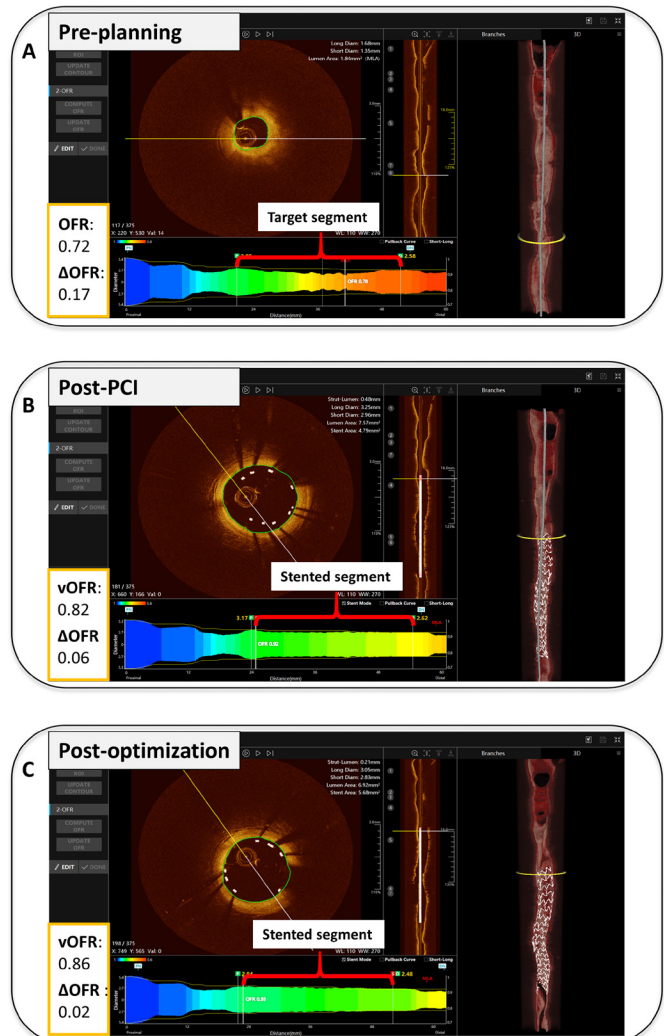 A
Pre-planning
ROI
UPDATE
CONTOUR
2-OFR
COMPUTE
OFR
UPDATE
OFR
EDIT
DONE
Long Diam: 1.68mm
Short Diam: 1.35mm
Lumen Area: 1.84mm² (MLA)
Branches
3D
OFR:
0.72
ΔOFR:
0.17
117 / 375
X: 220 Y: 530 Val: 14
WL: 110 WW: 270
Target segment
Pullback Curve
Short-Long
2.58
OFR 0.78
Diameter
Proximal
Distance(mm)
Distal
B
Post-PCI
ROI
UPDATE
CONTOUR
2-OFR
COMPUTE
OFR
UPDATE
OFR
EDIT
DONE
Strut-Lumen: 0.48mm
Long Diam: 3.25mm
Short Diam: 2.96mm
Lumen Area: 7.57mm²
Stent Area: 4.79mm²
Branches
3D
vOFR:
0.82
ΔOFR
0.06
181 / 375
X: 660 Y: 166 Val: 0
WL: 110 WW: 270
Stented segment
Stent Mode
Pullback Curve
Short-Long
3.17
2.62
MLA
OFR 0.92
Diameter
Proximal
Distance(mm)
Distal
C
Post-optimization
ROI
UPDATE
CONTOUR
2-OFR
COMPUTE
OFR
UPDATE
OFR
EDIT
DONE
Strut-Lumen: 0.21mm
Long Diam: 3.05mm
Short Diam: 2.83mm
Lumen Area: 6.92mm²
Stent Area: 5.68mm²
Branches
3D
vOFR:
0.86
ΔOFR :
0.02
198 / 375
X: 749 Y: 565 Val: 0
WL: 110 WW: 270
Stented segment
Stent Mode
Pullback Curve
Short-Long
2.48
MLA
Diameter
Proximal
Distance(mm)
Distal